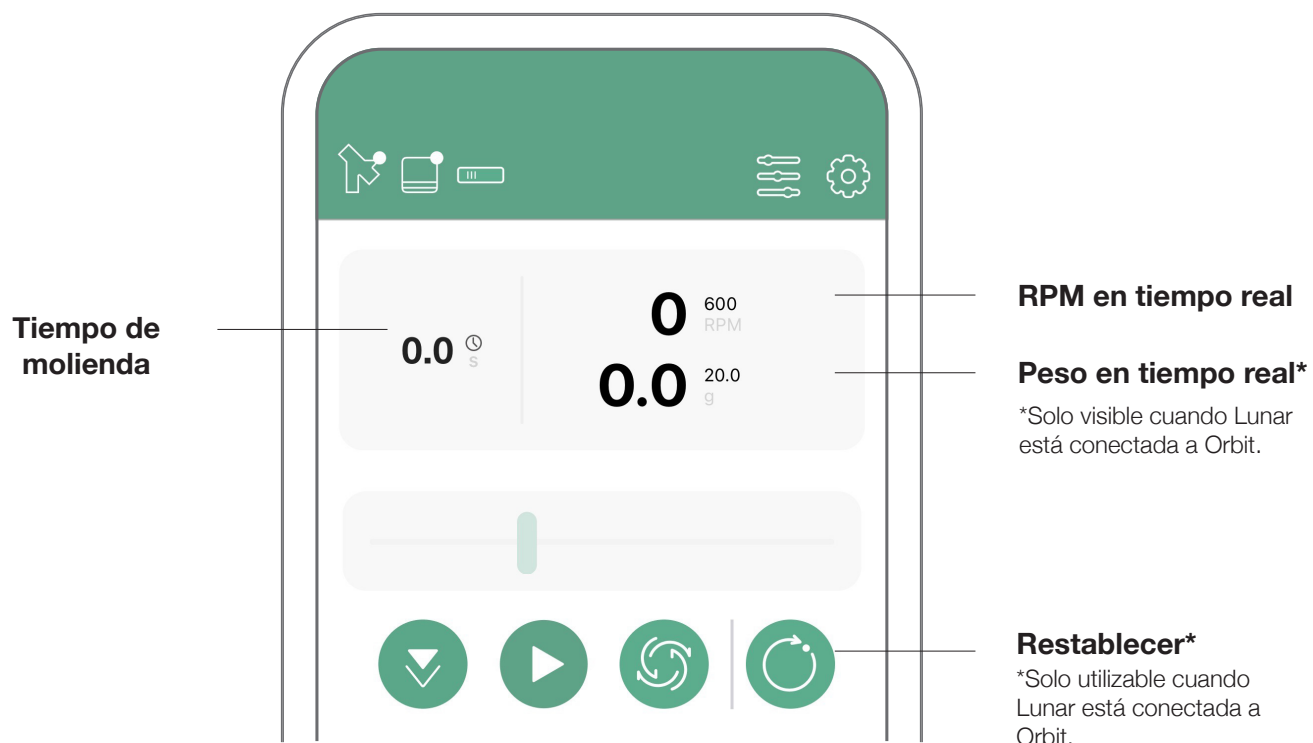 Tiempo de
molienda
0.0
s
0
600
RPM
0.0
20.0
g
RPM en tiempo real
Peso en tiempo real*
*Solo visible cuando Lunar
está conectada a Orbit.
Restablecer*
*Solo utilizable cuando
Lunar está conectada a
Orbit.